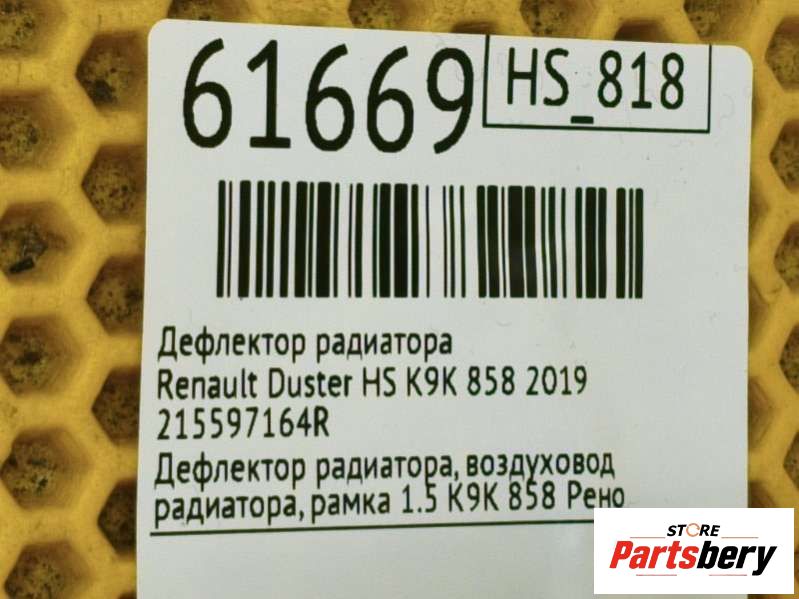 61669
HS_818
Дефлектор радиатора
Renault Duster HS K9K 858 2019
215597164R
Дефлектор радиатора, воздуховод
радиатора, рамка 1.5 K9K 858 Рено
STORE
Partsbery